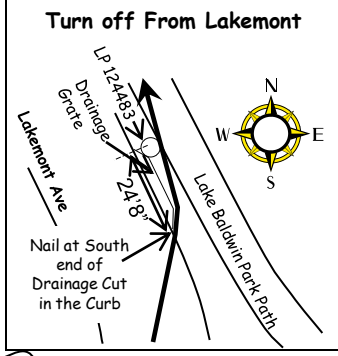 Turn off From Lakemont
LP 124483
Drainage
Grate
24'8"
Lakemont Ave
N
W
E
S
Lake Baldwin Park Path
Nail at South
end of
Drainage Cut
in the Curb